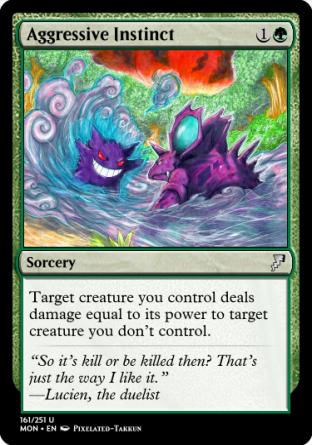 Aggressive Instinct 1
Sorcery
Target creature you control deals
damage equal to its power to target
creature you don't control.
"So it's kill or be killed then? That's
just the way I like it."
—Lucien, the duelist
161/251 U
MON • EN Pixelated-Takkun